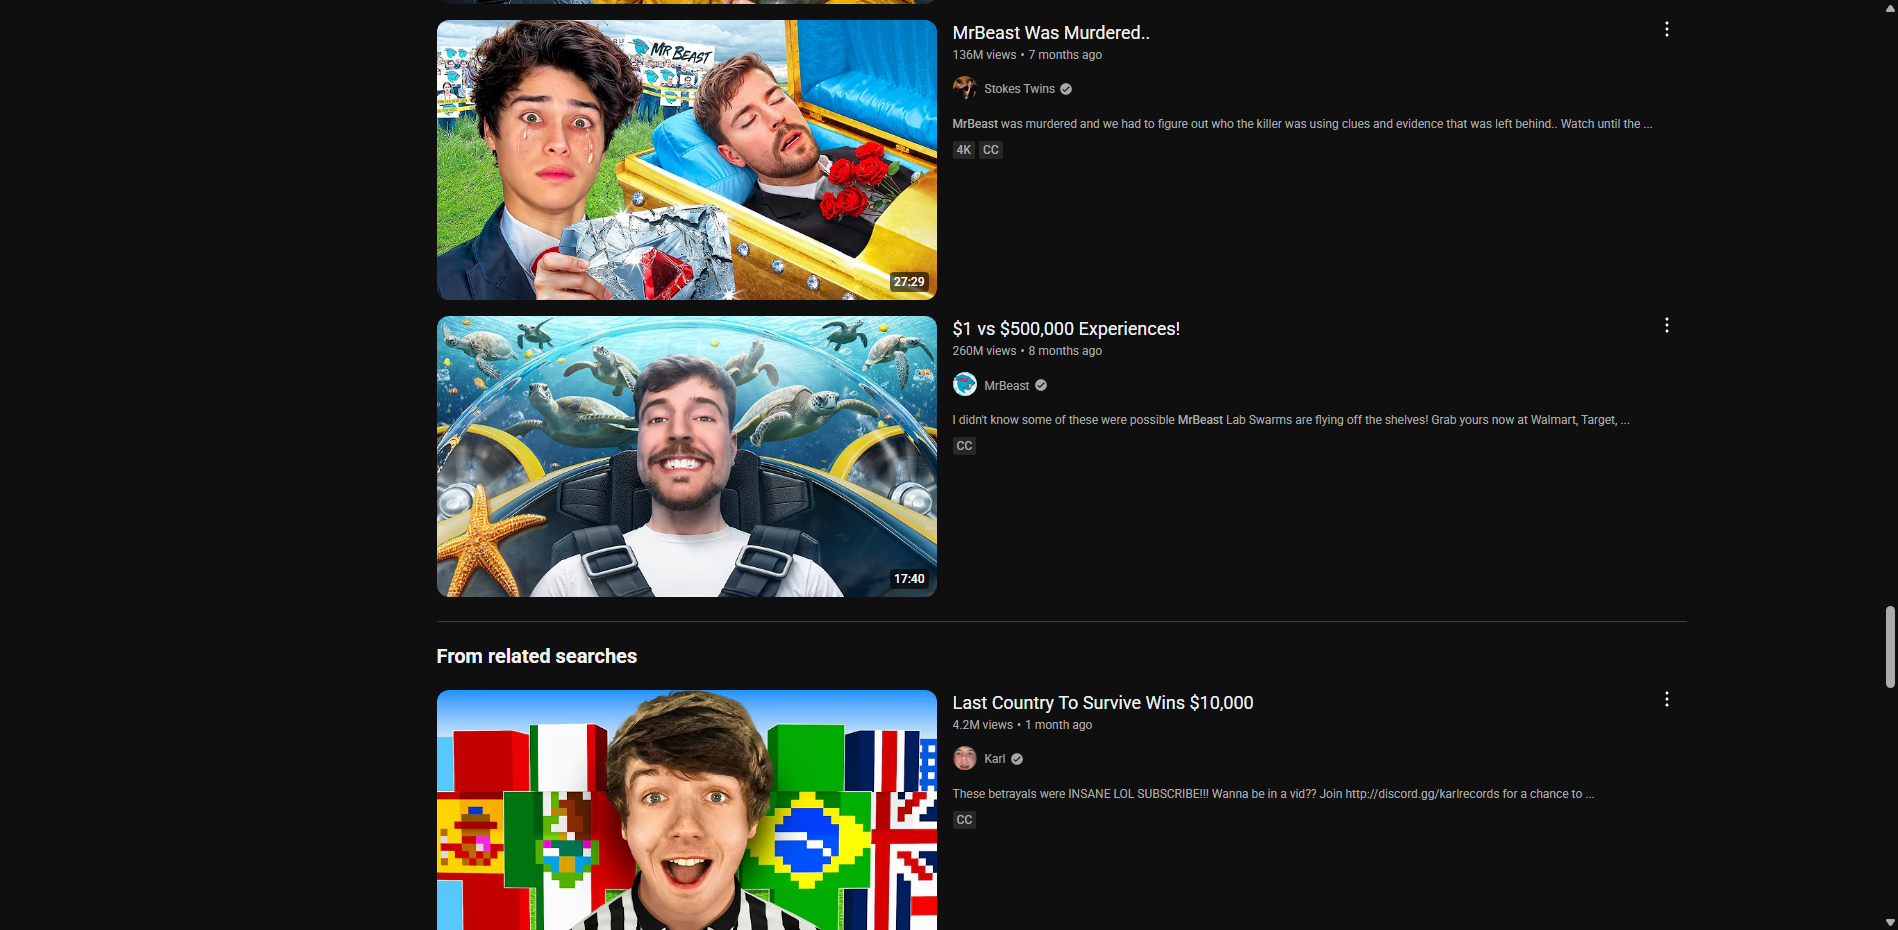 MR BEAST
27:29
MrBeast Was Murdered..
136M views • 7 months ago
Stokes Twins
MrBeast was murdered and we had to figure out who the killer was using clues and evidence that was left behind.. Watch until the ...
4K CC
17:40
$1 vs $500,000 Experiences!
260M views • 8 months ago
MrBeast
I didn't know some of these were possible MrBeast Lab Swarms are flying off the shelves! Grab yours now at Walmart, Target, ...
CC
From related searches
Last Country To Survive Wins $10,000
4.2M views • 1 month ago
Karl
These betrayals were INSANE LOL SUBSCRIBE!!! Wanna be in a vid?? Join http://discord.gg/karlrecords for a chance to ...
CC